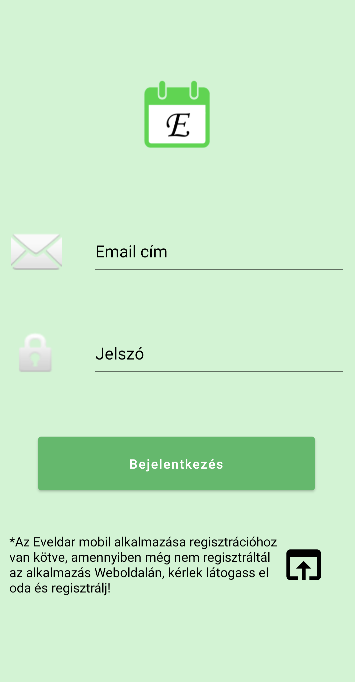 E
Email cím
Jelszó
Bejelentkezés
*Az Eveldar mobil alkalmazása regisztrációhoz
van kötve, amennyiben még nem regisztráltál
az alkalmazás Weboldalán, kérlek látogass el
oda és regisztrálj!